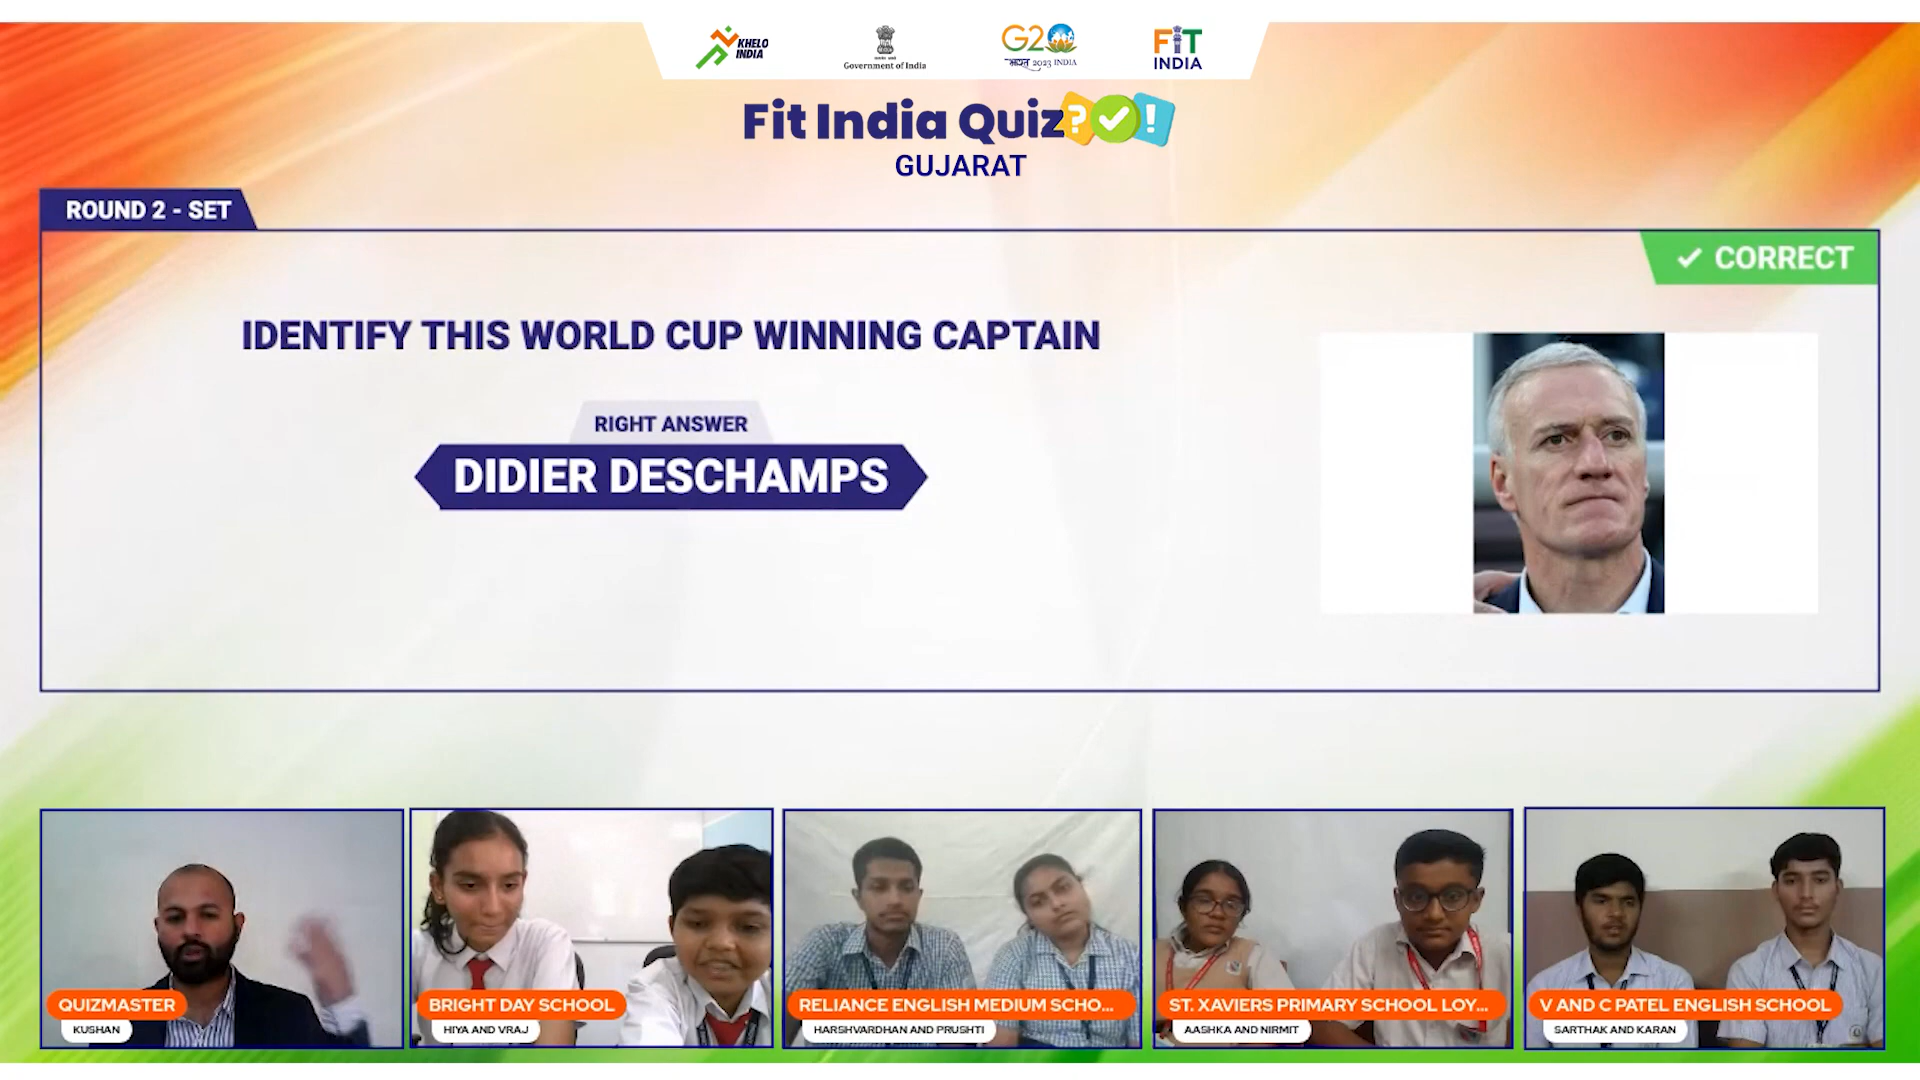 KHELO
INDIA
Government of India
G20
भारत 2023 INDIA
FIT
INDIA
Fit India Quiz?!
GUJARAT
ROUND 2 - SET
CORRECT
IDENTIFY THIS WORLD CUP WINNING CAPTAIN
RIGHT ANSWER
DIDIER DESCHAMPS
QUIZMASTER
KUSHAN
BRIGHT DAY SCHOOL
HIYA AND VRAJ
RELIANCE ENGLISH MEDIUM SCHO...
HARSHVARDHAN AND PRUSHTI
ST. XAVIERS PRIMARY SCHOOL LOY...
AASHKA AND NIRMIT
V AND C PATEL ENGLISH SCHOOL
SARTHAK AND KARAN